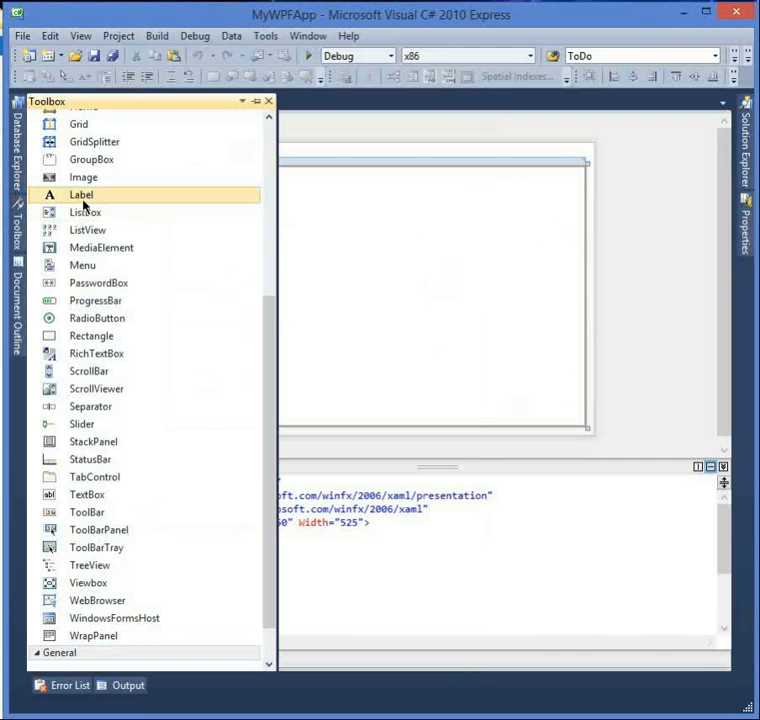 MyWPFApp - Microsoft Visual C# 2010 Express
File Edit View Project Build Debug Data Tools Window Help
Debug x86 ToDo
Spatial Indexes
Toolbox
Grid
GridSplitter
GroupBox
Image
Label
ListBox
ListView
MediaElement
Menu
PasswordBox
ProgressBar
RadioButton
Rectangle
RichTextBox
ScrollBar
ScrollViewer
Separator
Slider
StackPanel
StatusBar
TabControl
TextBox
ToolBar
ToolBarPanel
ToolBarTray
TreeView
Viewbox
WebBrowser
WindowsFormsHost
WrapPanel
General
Database Explorer
Toolbox
Document Outline
oft.com/winfx/2006/xaml/presentation"
osoft.com/winfx/2006/xaml"
50" Width="525">
Solution Explorer
Properties
Error List Output